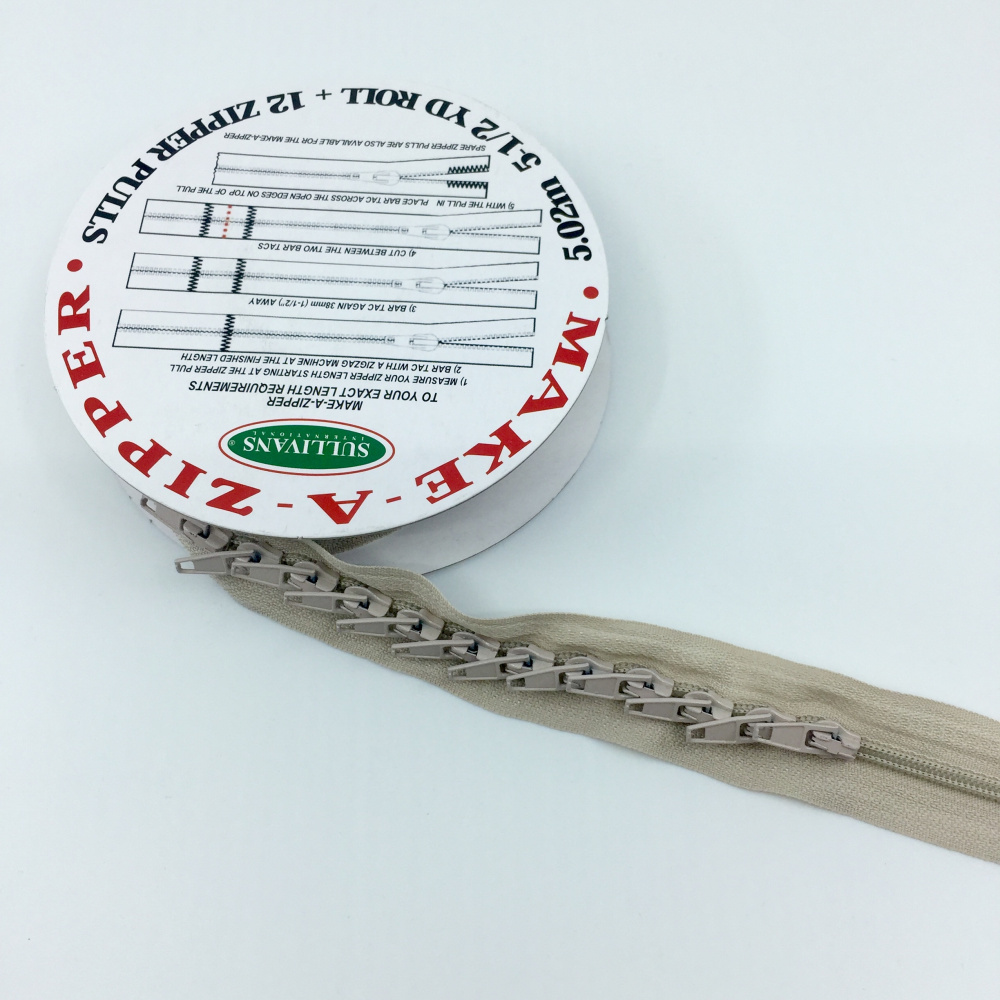 • MAKE-A-ZIPPER •
5.02m 5-1/2 YD ROLL + 12 ZIPPER PULLS
SULLIVANS®
INTERNATIONAL
MAKE-A-ZIPPER
TO YOUR EXACT LENGTH REQUIREMENTS
1) MEASURE YOUR ZIPPER LENGTH STARTING AT THE ZIPPER PULL
2) BAR TAC WITH A ZIGZAG MACHINE AT THE FINISHED LENGTH
3) BAR TAC AGAIN 38mm (1-1/2") AWAY
4) CUT BETWEEN THE TWO BAR TACS
5) WITH THE PULL IN PLACE BAR TAC ACROSS THE OPEN EDGES ON TOP OF THE PULL
SPARE ZIPPER PULLS ARE ALSO AVAILABLE FOR THE MAKE-A-ZIPPER